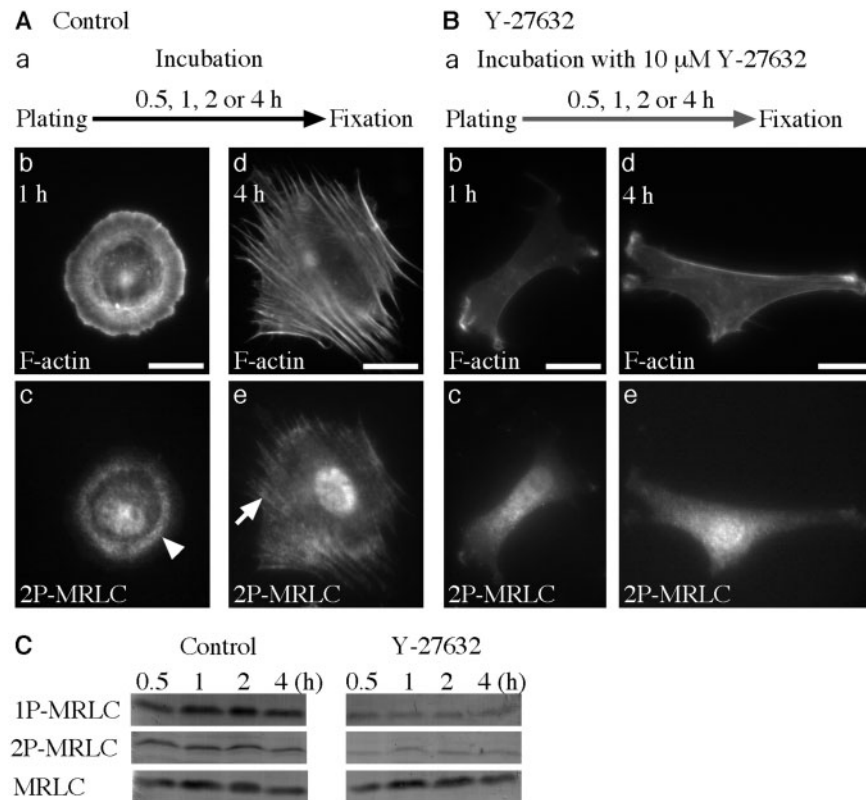 A Control
a Incubation
0.5, 1, 2 or 4 h
Plating Fixation
b
1 h
F-actin
d
4 h
F-actin
c
2P-MRLC
e
2P-MRLC
B Y-27632
a Incubation with 10 μM Y-27632
0.5, 1, 2 or 4 h
Plating Fixation
b
1 h
F-actin
d
4 h
F-actin
c
2P-MRLC
e
2P-MRLC
C Control Y-27632
0.5 1 2 4 (h) 0.5 1 2 4 (h)
1P-MRLC
2P-MRLC
MRLC